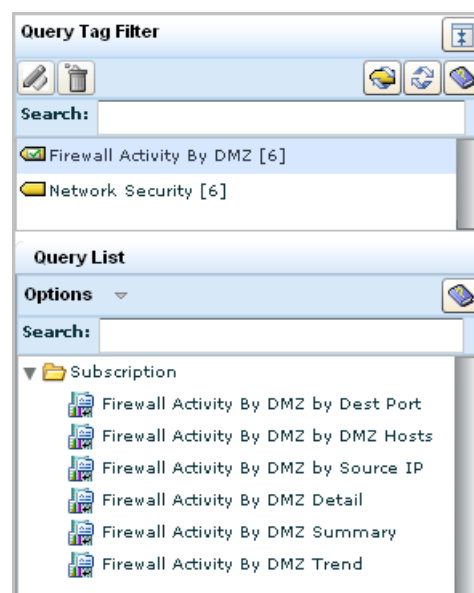 Query Tag Filter
Search:
Firewall Activity By DMZ [6]
Network Security [6]
Query List
Options
Search:
Subscription
Firewall Activity By DMZ by Dest Port
Firewall Activity By DMZ by DMZ Hosts
Firewall Activity By DMZ by Source IP
Firewall Activity By DMZ Detail
Firewall Activity By DMZ Summary
Firewall Activity By DMZ Trend